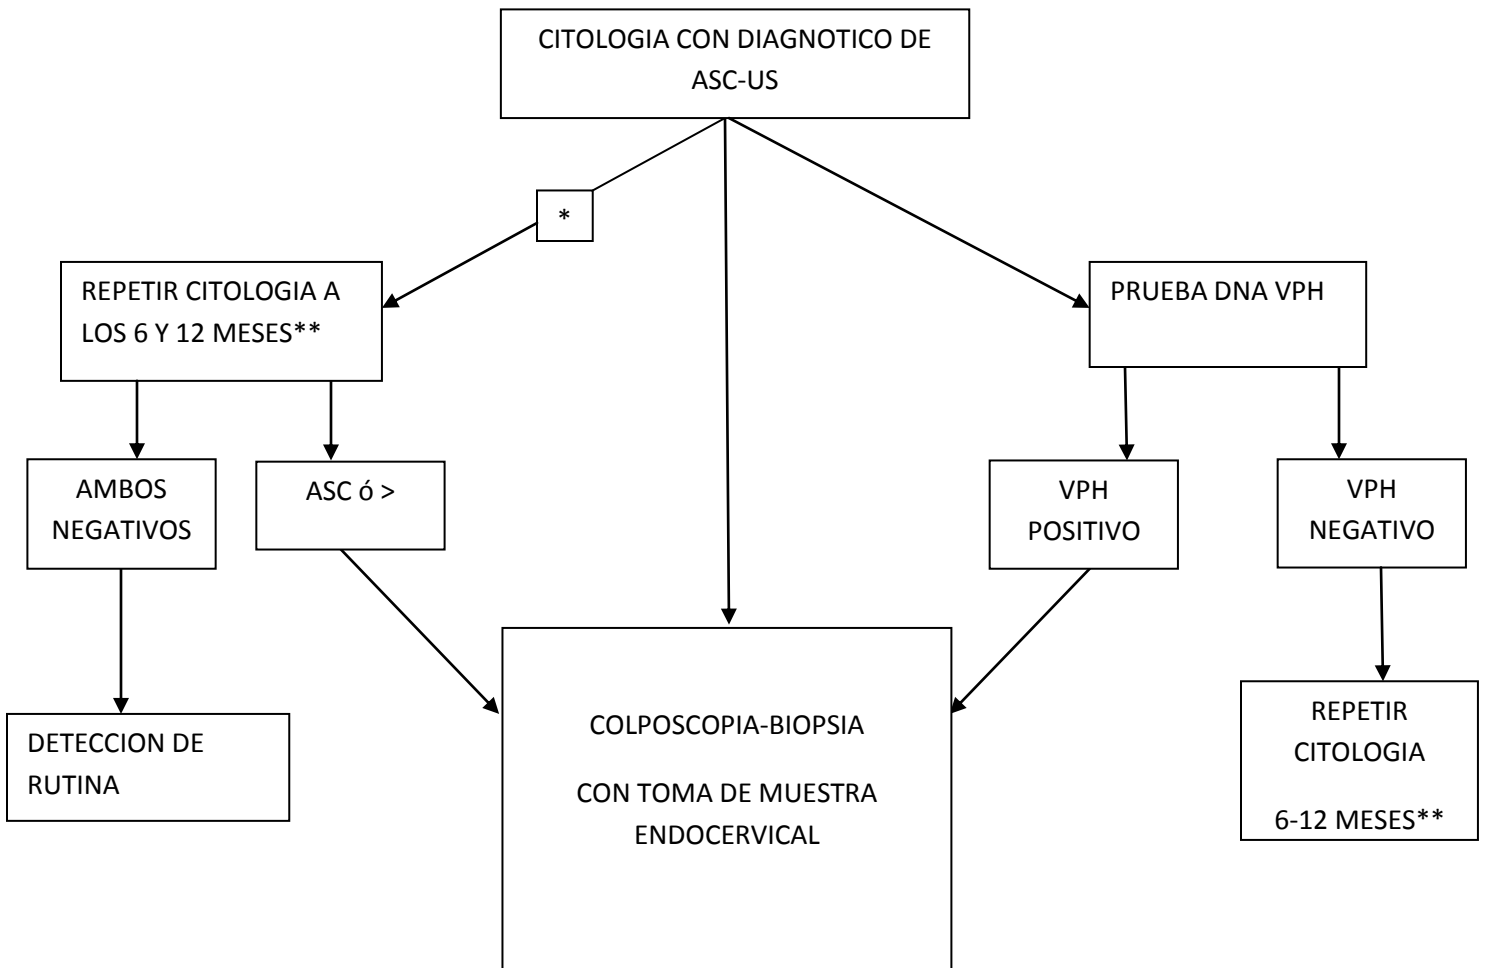 CITOLOGIA CON DIAGNOTICO DE
ASC-US
*
REPETIR CITOLOGIA A
LOS 6 Y 12 MESES**
PRUEBA DNA VPH
AMBOS
NEGATIVOS
ASC ó >
VPH
POSITIVO
VPH
NEGATIVO
DETECCION DE
RUTINA
COLPOSCOPIA-BIOPSIA
CON TOMA DE MUESTRA
ENDOCERVICAL
REPETIR
CITOLOGIA
6-12 MESES**